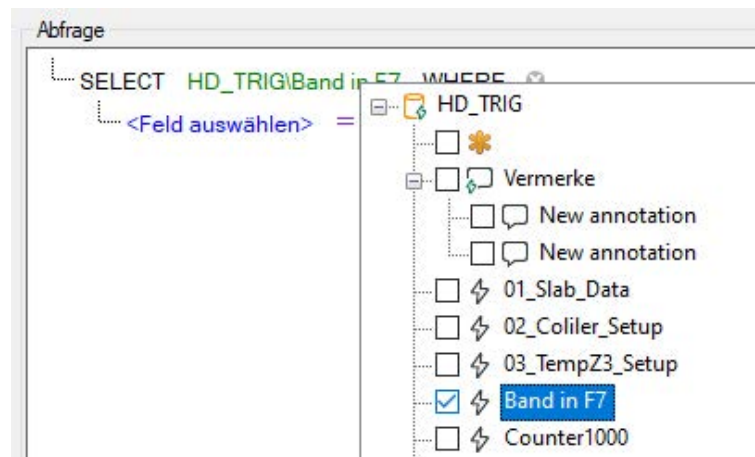 Abfrage
SELECT HD_TRIG\Band in F7 WHERE
<Feld auswählen> =
HD_TRIG
Vermerke
New annotation
New annotation
01_Slab_Data
02_Coliler_Setup
03_TempZ3_Setup
Band in F7
Counter1000